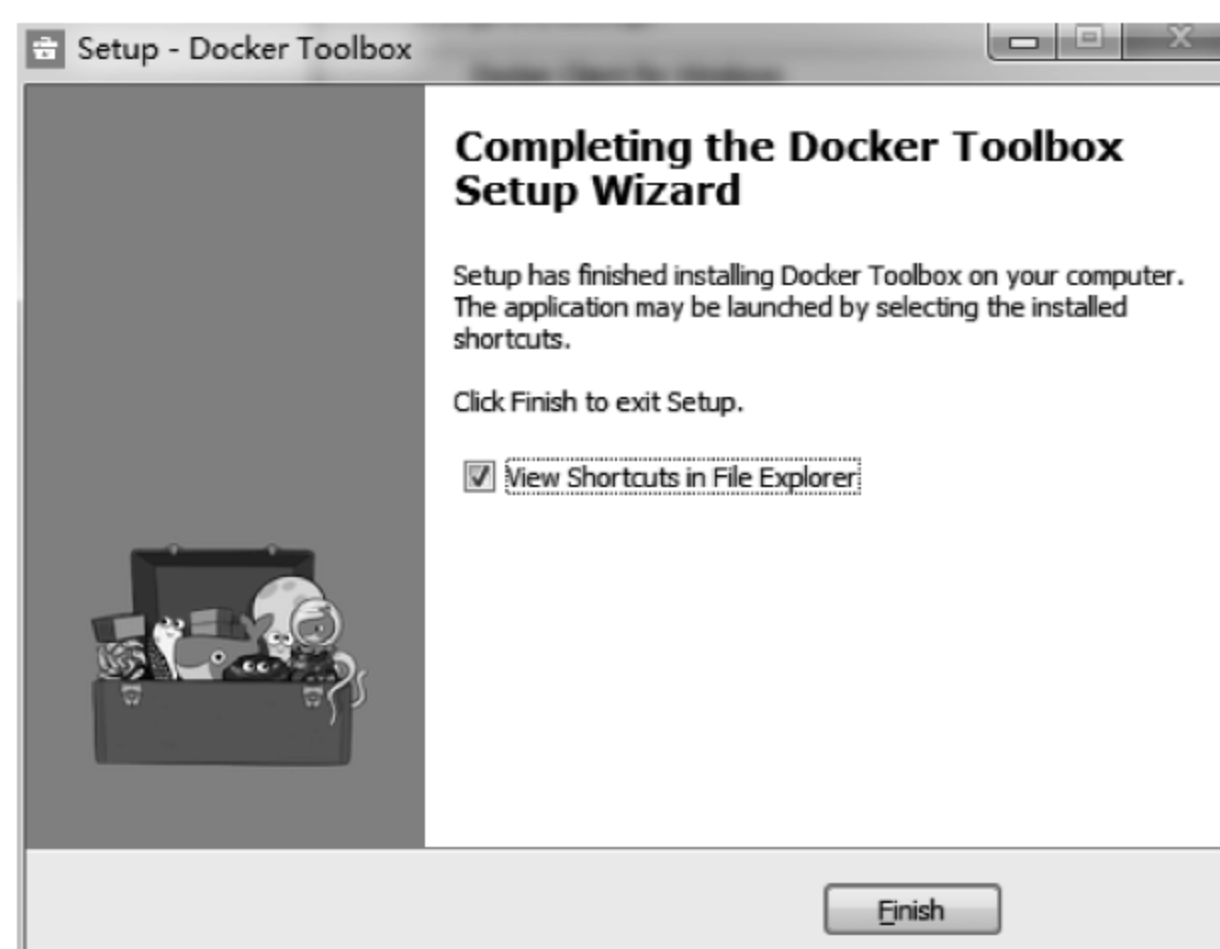 Setup - Docker Toolbox
Completing the Docker Toolbox
Setup Wizard
Setup has finished installing Docker Toolbox on your computer.
The application may be launched by selecting the installed
shortcuts.
Click Finish to exit Setup.
View Shortcuts in File Explorer
Finish